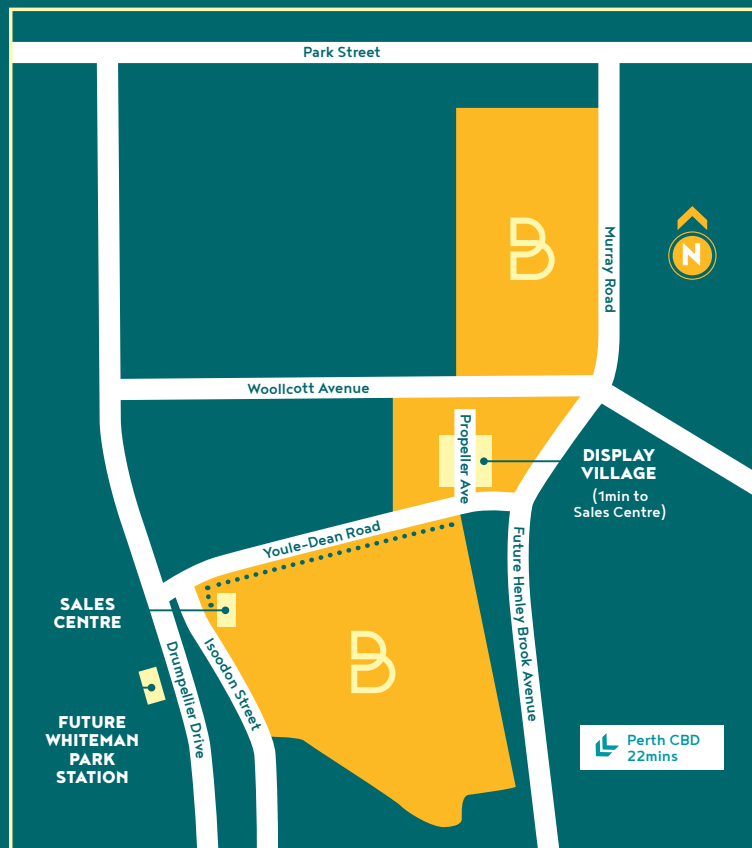 Park Street
B
Murray Road
N
Woollcott Avenue
Propeller Ave
DISPLAY
VILLAGE
(1min to
Sales Centre)
Youle-Dean Road
SALES
CENTRE
Future Henley Brook Avenue
Isoodon Street
Drumpellier Drive
B
FUTURE
WHITEMAN
PARK
STATION
Perth CBD
22mins